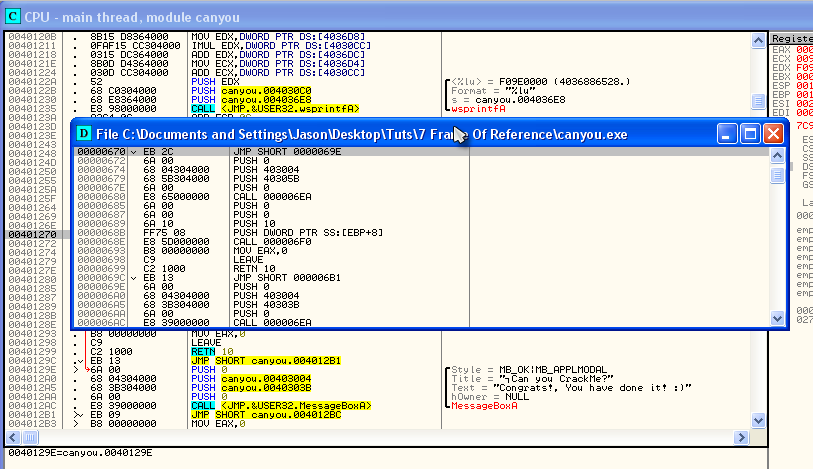 CPU - main thread, module canyou
0040120B . 8B15 D8364000 MOV EDX,DWORD PTR DS:[4036D8]
00401211 . 0FAF15 CC304000 IMUL EDX,DWORD PTR DS:[4030CC]
00401218 . 0315 DC364000 ADD EDX,DWORD PTR DS:[4036DC]
0040121E . 8B0D D4364000 MOV ECX,DWORD PTR DS:[4036D4]
00401224 . 030D CC304000 ADD ECX,DWORD PTR DS:[4030CC]
0040122A . 52 PUSH EDX <%lu> = F09E0000 (4036886528.)
0040122B . 68 C0304000 PUSH canyou.004030C0 Format = "%lu"
00401230 . 68 E8364000 PUSH canyou.004036E8 s = canyou.004036E8
00401235 . E8 98000000 CALL <JMP.&USER32.wsprintfA> wsprintfA
Registe
EAX 000
ECX 000
EDX F09
EBX 000
ESP 001
EBP 001
ESI 002
EDI 001
7C9
File C:\Documents and Settings\Jason\Desktop\Tuts\7 Frame Of Reference\canyou.exe
00000670 EB 2C JMP SHORT 0000069E
00000672 6A 00 PUSH 0
00000674 68 04304000 PUSH 403004
00000679 68 5B304000 PUSH 40305B
0000067E 6A 00 PUSH 0
00000680 E8 65000000 CALL 000006EA
00000685 6A 00 PUSH 0
00000687 6A 00 PUSH 0
00000689 6A 10 PUSH 10
0000068B FF75 08 PUSH DWORD PTR SS:[EBP+8]
0000068E E8 5D000000 CALL 000006F0
00000693 B8 00000000 MOV EAX,0
00000698 C9 LEAVE
00000699 C2 1000 RETN 10
0000069C EB 13 JMP SHORT 000006B1
0000069E 6A 00 PUSH 0
000006A0 68 04304000 PUSH 403004
000006A5 68 3B304000 PUSH 40303B
000006AA 6A 00 PUSH 0
000006AC E8 39000000 CALL 000006EA
00401270
00401293 . B8 00000000 MOV EAX,0
00401298 . C9 LEAVE
00401299 . C2 1000 RETN 10
0040129C . EB 13 JMP SHORT canyou.004012B1
0040129E > 6A 00 PUSH 0 Style = MB_OK|MB_APPLMODAL
004012A0 . 68 04304000 PUSH canyou.00403004 Title = "¬Can you CrackMe?"
004012A5 . 68 3B304000 PUSH canyou.0040303B Text = "Congrats!, You have done it! :)"
004012AA . 6A 00 PUSH 0 hOwner = NULL
004012AC . E8 39000000 CALL <JMP.&USER32.MessageBoxA> MessageBoxA
004012B1 > EB 09 JMP SHORT canyou.004012BC
004012B3 > B8 00000000 MOV EAX,0
0040129E=canyou.0040129E